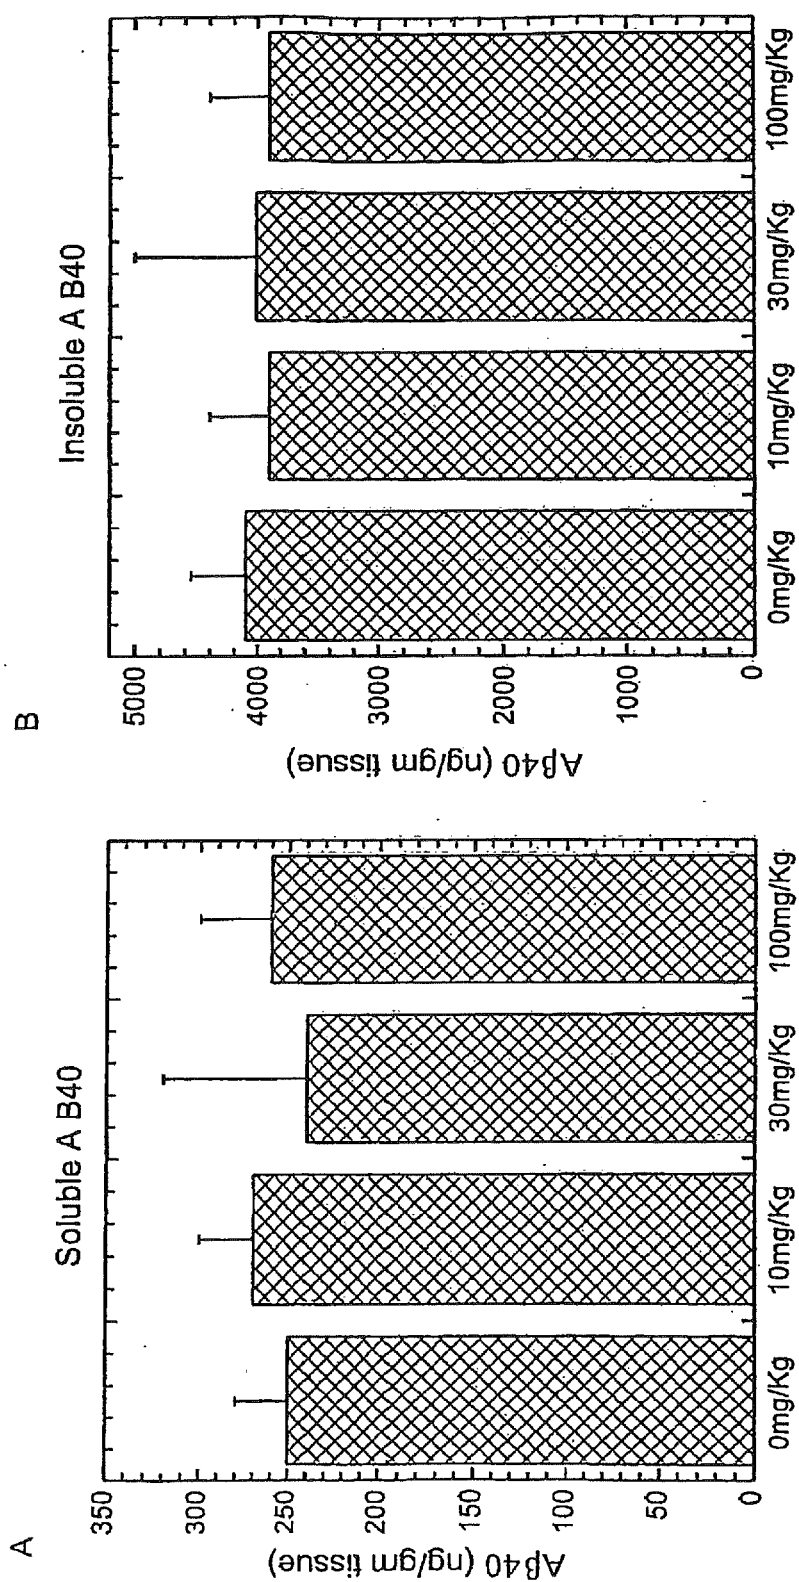 A
Soluble A B40
Aβ40 (ng/gm tissue)
350
300
250
200
150
100
50
0
0mg/Kg
10mg/Kg
30mg/Kg
100mg/Kg
B
Insoluble A B40
Aβ40 (ng/gm tissue)
5000
4000
3000
2000
1000
0
0mg/Kg
10mg/Kg
30mg/Kg
100mg/Kg